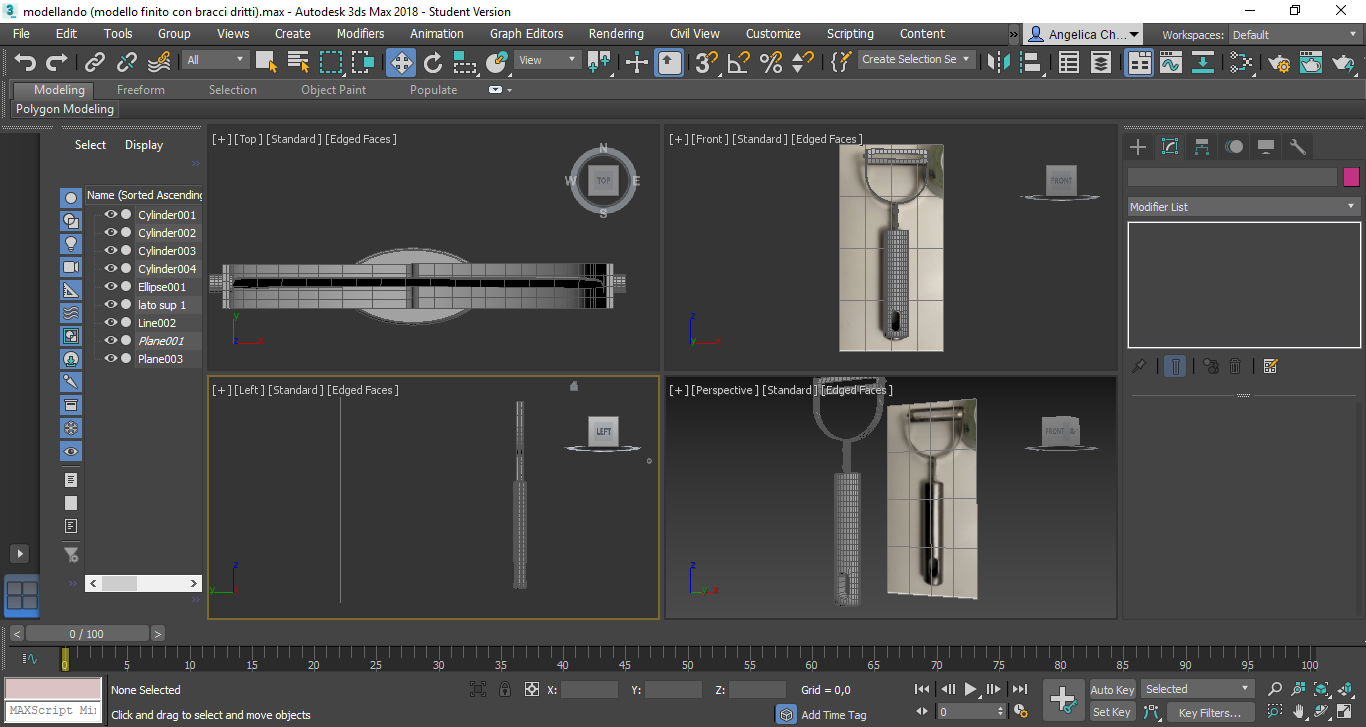 modellando (modello finito con bracci dritti).max - Autodesk 3ds Max 2018 - Student Version
File Edit Tools Group Views Create Modifiers Animation Graph Editors Rendering Civil View Customize Scripting Content » Angelica Ch... Workspaces: Default
All View Create Selection Se
Modeling Freeform Selection Object Paint Populate
Polygon Modeling
Select Display
Name (Sorted Ascending
Cylinder001
Cylinder002
Cylinder003
Cylinder004
Ellipse001
lato sup 1
Line002
Plane001
Plane003
[+] [Top] [Standard] [Edged Faces]
N
W TOP E
S
y
z x
[+] [Front] [Standard] [Edged Faces]
FRONT
z
y x
[+] [Left] [Standard] [Edged Faces]
LEFT
z
y x
[+] [Perspective] [Standard] [Edged Faces]
FRONT
z
y x
Modifier List
< 0 / 100 >
0 5 10 15 20 25 30 35 40 45 50 55 60 65 70 75 80 85 90 95 100
None Selected X: Y: Z: Grid = 0,0 Auto Key Selected
MAXScript Mi
Click and drag to select and move objects Add Time Tag 0 Set Key Key Filters...